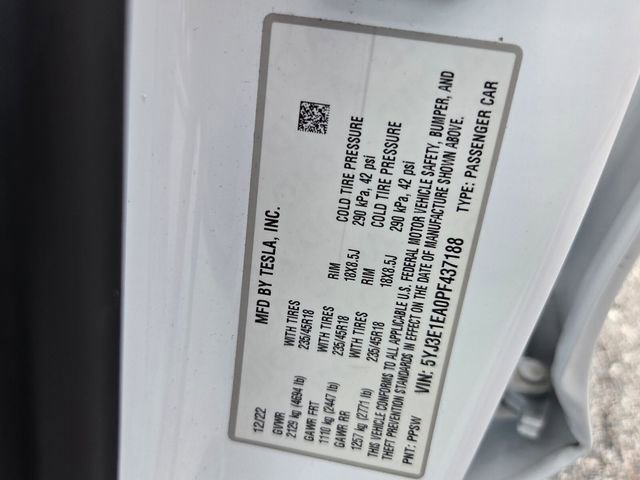 MFD BY TESLA, INC.
12/22
GVWR
2129 kg (4694 lb)
GAWR FRT WITH TIRES RIM COLD TIRE PRESSURE
1110 kg (2447 lb) 235/45R18 18X8.5J 290 kPa, 42 psi
GAWR RR WITH TIRES RIM COLD TIRE PRESSURE
1257 kg (2771 lb) 235/45R18 18X8.5J 290 kPa, 42 psi
THIS VEHICLE CONFORMS TO ALL APPLICABLE U.S. FEDERAL MOTOR VEHICLE SAFETY, BUMPER, AND
THEFT PREVENTION STANDARDS IN EFFECT ON THE DATE OF MANUFACTURE SHOWN ABOVE.
VIN: 5YJ3E1EA0PF437188 TYPE: PASSENGER CAR
PNT: PPSW